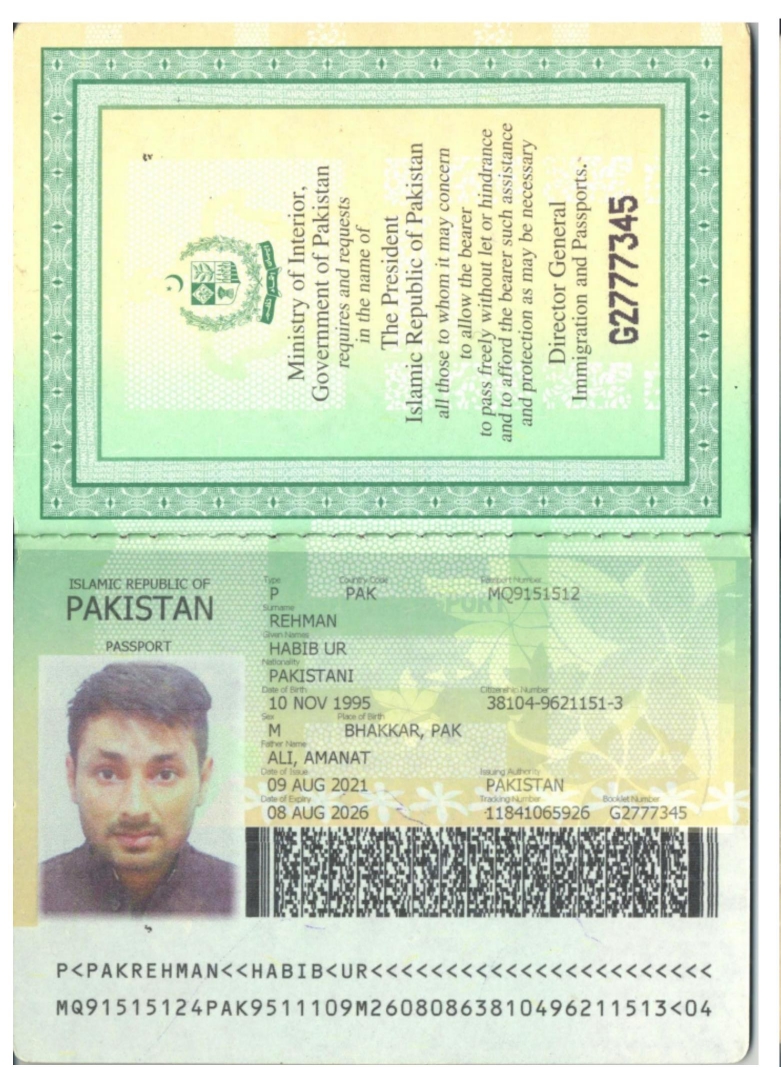 Ministry of Interior,
Government of Pakistan
requires and requests
in the name of
The President
Islamic Republic of Pakistan
all those to whom it may concern
to allow the bearer
to pass freely without let or hindrance
and to afford the bearer such assistance
and protection as may be necessary
Director General
Immigration and Passports.
G2777345
ISLAMIC REPUBLIC OF
PAKISTAN
PASSPORT
Type Country Code Passport Number
P PAK MQ9151512
Surname
REHMAN
Given Names
HABIB UR
Nationality
PAKISTANI
Date of Birth Citizenship Number
10 NOV 1995 38104-9621151-3
Sex Place of Birth
M BHAKKAR, PAK
Father Name
ALI, AMANAT
Date of Issue Issuing Authority
09 AUG 2021 PAKISTAN
Date of Expiry Tracking Number Booklet Number
08 AUG 2026 11841065926 G2777345
P<PAKREHMAN<<HABIB<UR<<<<<<<<<<<<<<<<<<<<<<<
MQ91515124PAK9511109M26080863810496211513<04